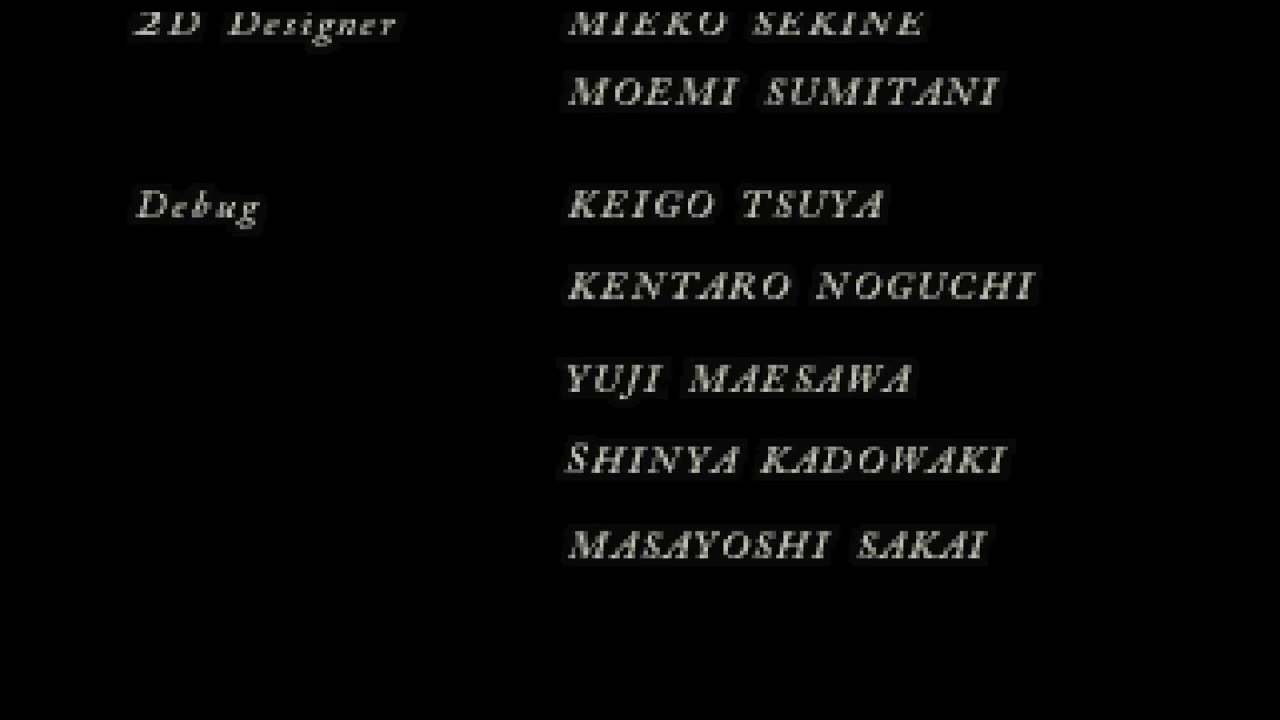 2D Designer MIEKO SEKINE
MOEMI SUMITANI
Debug KEIGO TSUYA
KENTARO NOGUCHI
YUJI MAESAWA
SHINYA KADOWAKI
MASAYOSHI SAKAI